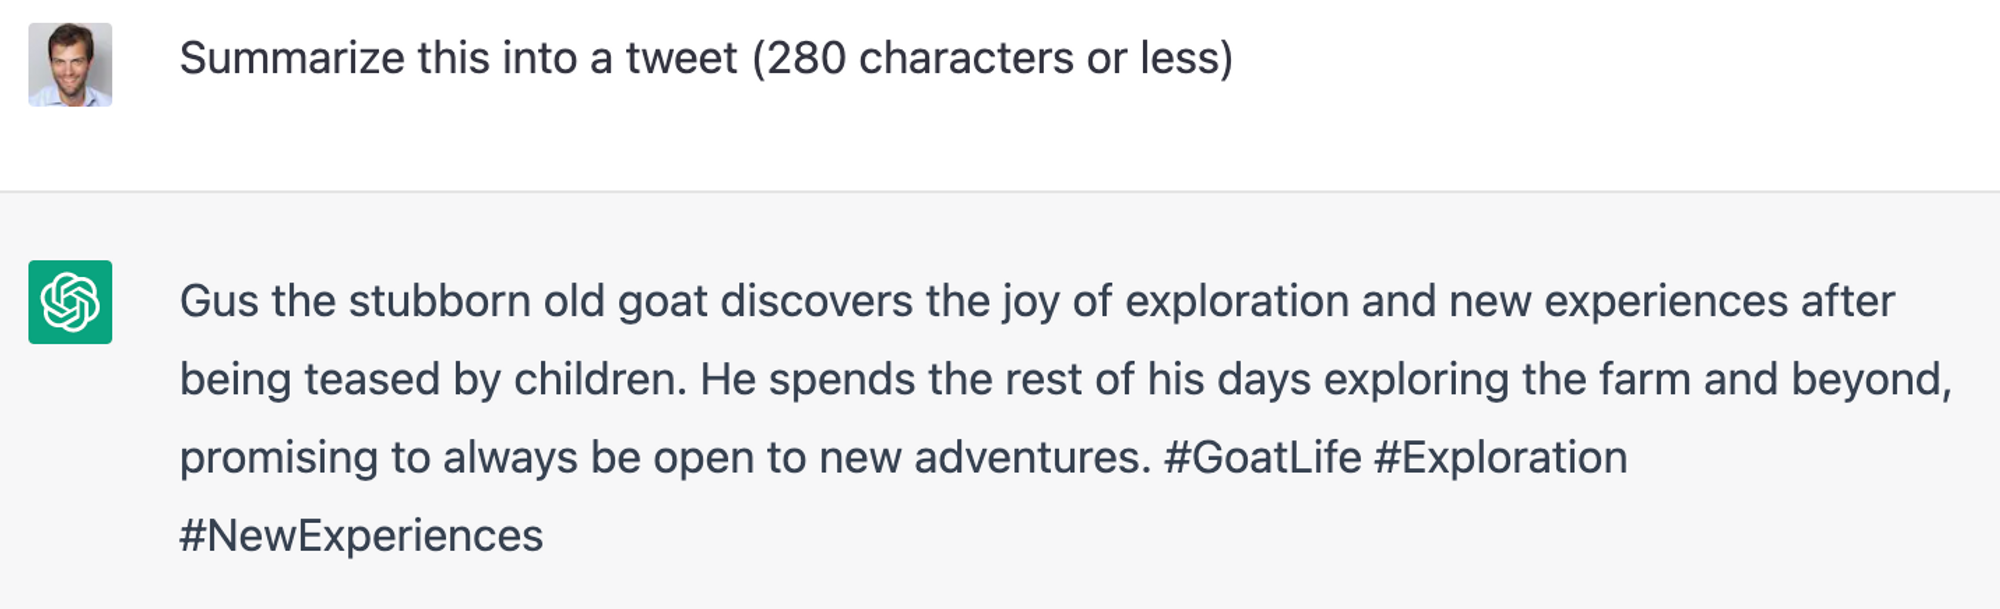 Summarize this into a tweet (280 characters or less)
Gus the stubborn old goat discovers the joy of exploration and new experiences after
being teased by children. He spends the rest of his days exploring the farm and beyond,
promising to always be open to new adventures. #GoatLife #Exploration
#NewExperiences